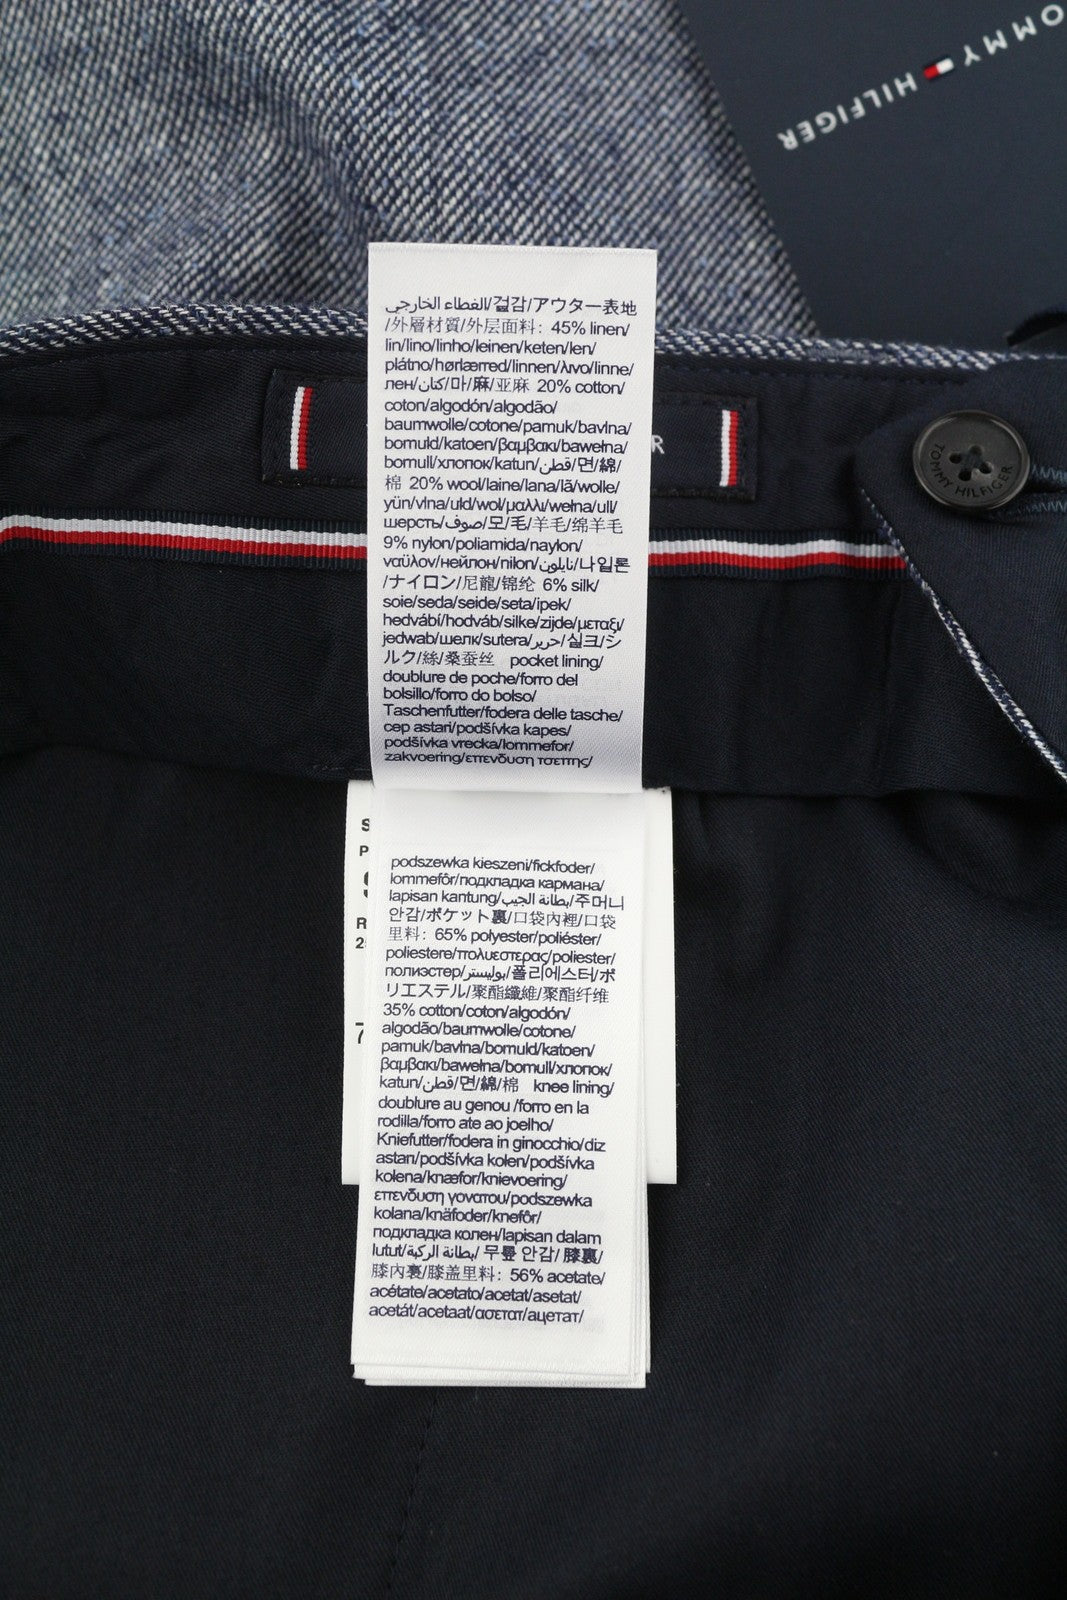 OMMY HILFIGER
الغطاء الخارجي/겉감/アウター表地
/外層材質/外层面料: 45% linen/
lin/lino/linho/leinen/keten/len/
plátno/hørlærred/linnen/λινο/linne/
лен/كتان/마/麻/亚麻 20% cotton/
coton/algodón/algodão/
baumwolle/cotone/pamuk/bavlna/
bomuld/katoen/βαμβακι/bawełna/
bomull/хлопок/katun/قطن/면/綿/
棉 20% wool/laine/lana/lã/wolle/
yün/vlna/uld/wol/μαλλι/wełna/ull/
шерсть/صوف/모/毛/羊毛/绵羊毛
9% nylon/poliamida/naylon/
ναϋλον/нейлон/nilon/نايلون/나일론
/ナイロン/尼龍/锦纶 6% silk/
soie/seda/seide/seta/ipek/
hedvábí/hodváb/silke/zijde/μεταξι/
jedwab/шелк/sutera/حرير/실크/シ
ルク/絲/桑蚕丝 pocket lining/
doublure de poche/forro del
bolsillo/forro do bolso/
Taschenfutter/fodera delle tasche/
cep astari/podšívka kapes/
podšívka vrecka/lommefor/
zakvoering/επενδυση τσεπης/
R
TOMMY HILFIGER
podszewka kieszeni/fickfoder/
lommefôr/подкладка кармана/
lapisan kantung/بطانة الجيب/주머니
안감/ポケット裏/口袋內裡/口袋
里料: 65% polyester/poliéster/
poliestere/πολυεστερας/poliester/
полиэстер/بوليستر/폴리에스터/ポ
リエステル/聚酯纖維/聚酯纤维
35% cotton/coton/algodón/
algodão/baumwolle/cotone/
pamuk/bavlna/bomuld/katoen/
βαμβακι/bawełna/bomull/хлопок/
katun/قطن/면/綿/棉 knee lining/
doublure au genou /forro en la
rodilla/forro ate ao joelho/
Kniefutter/fodera in ginocchio/diz
astarı/podšívka kolen/podšívka
kolena/knæfor/knievoering/
επενδυση γονατου/podszewka
kolana/knäfoder/knefôr/
подкладка колен/lapisan dalam
lutut/بطانة الركبة/ 무릎 안감/ 膝裏/
膝內裏/膝盖里料: 56% acetate/
acétate/acetato/acetat/asetat/
acetát/acetaat/ασετατ/ацетат/
S
P
9
R
25
7